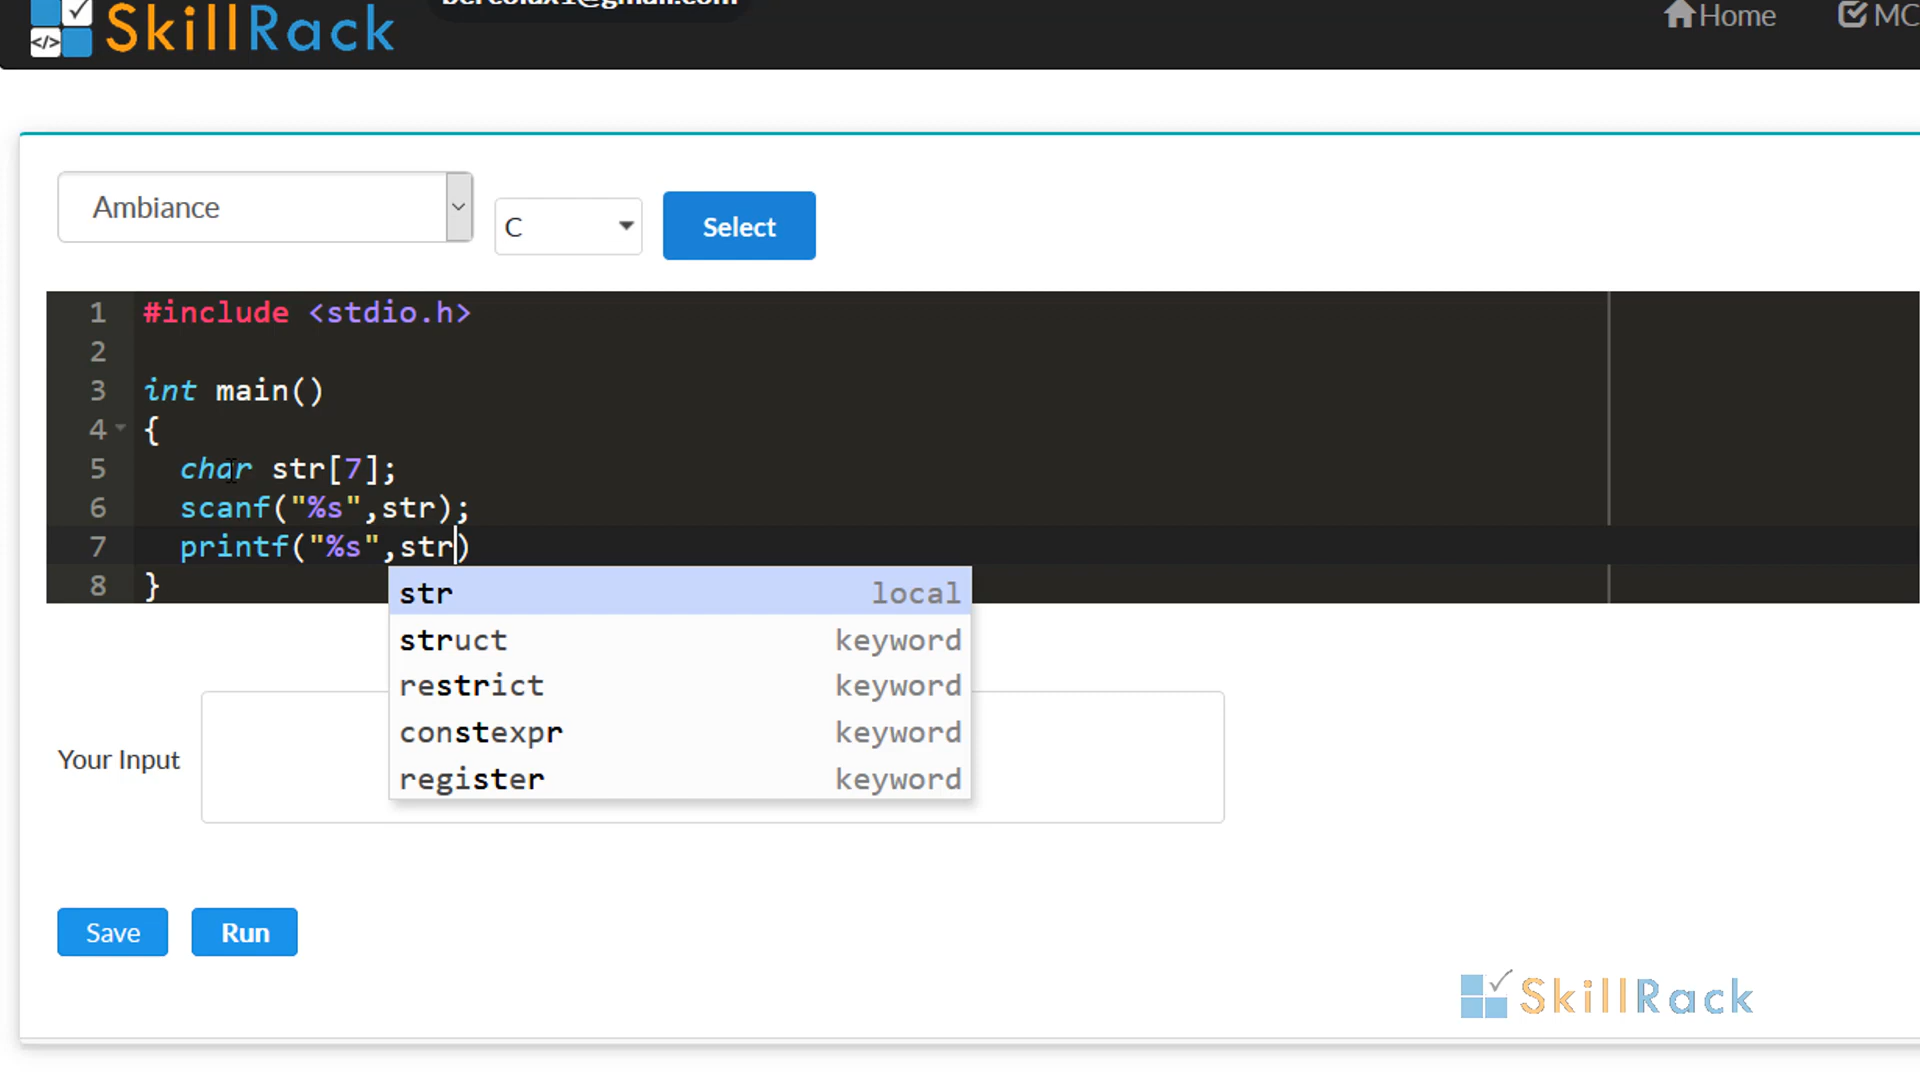 SkillRack
Home
MC
Ambiance
C
Select
1 #include <stdio.h>
2
3 int main()
4 {
5 char str[7];
6 scanf("%s",str);
7 printf("%s",str)
8 }
str local
struct keyword
restrict keyword
constexpr keyword
register keyword
Your Input
Save
Run
SkillRack